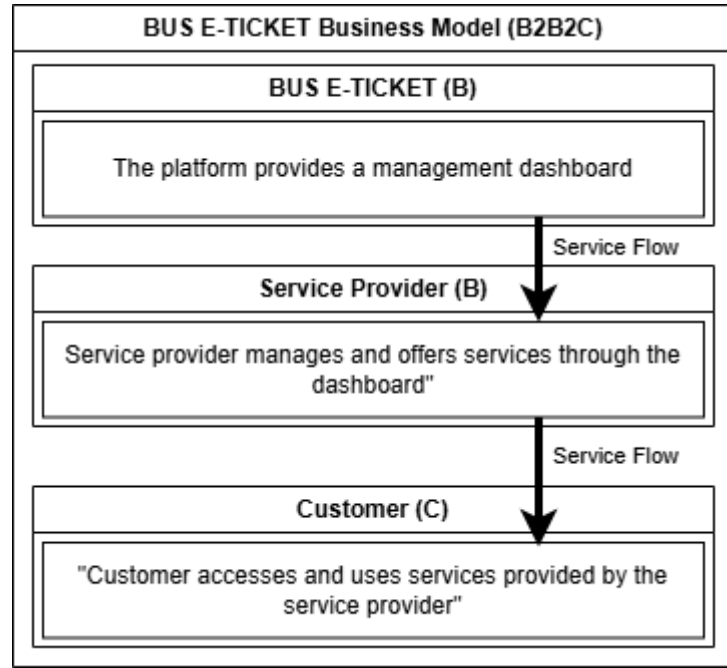 BUS E-TICKET Business Model (B2B2C)
BUS E-TICKET (B)
The platform provides a management dashboard
Service Flow
Service Provider (B)
Service provider manages and offers services through the
dashboard"
Service Flow
Customer (C)
"Customer accesses and uses services provided by the
service provider"